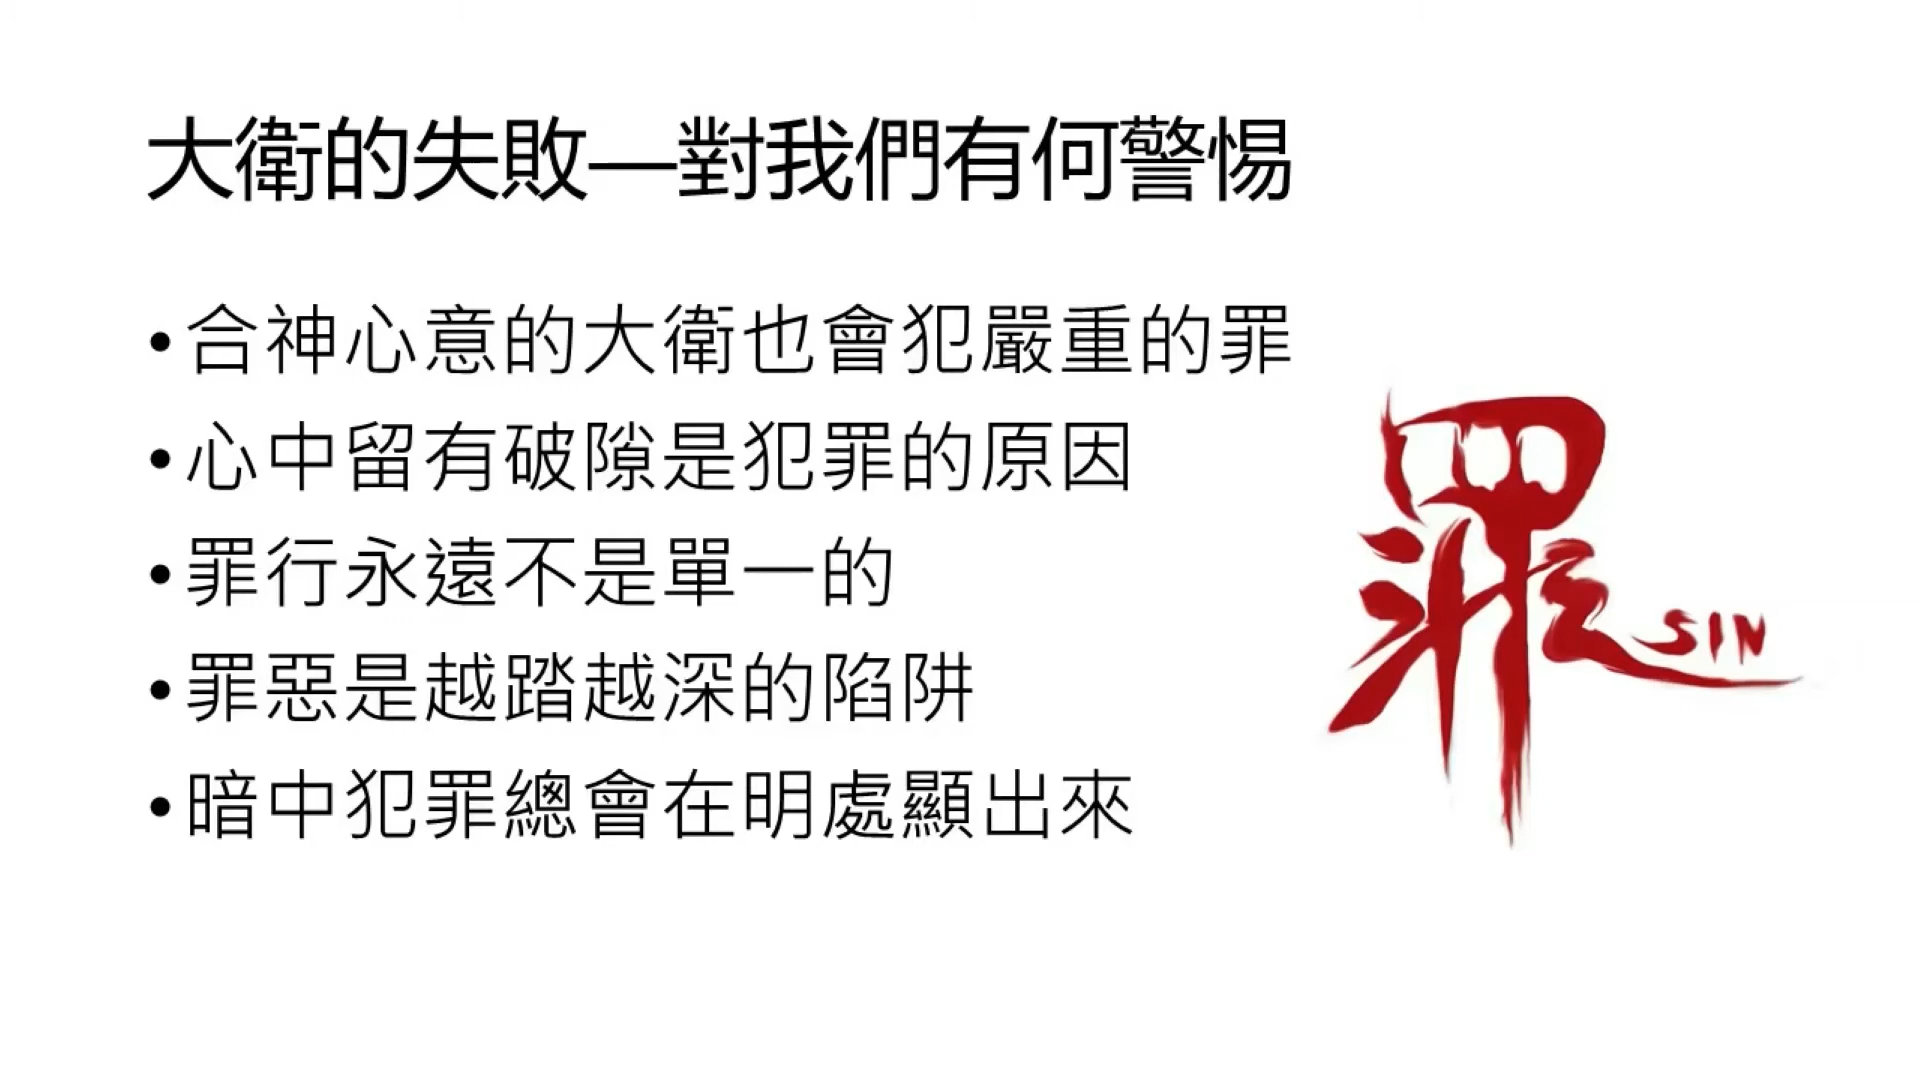 大衛的失敗—對我們有何警惕
•合神心意的大衛也會犯嚴重的罪
•心中留有破隙是犯罪的原因
•罪行永遠不是單一的
•罪惡是越踏越深的陷阱
•暗中犯罪總會在明處顯出來
罪
SIN